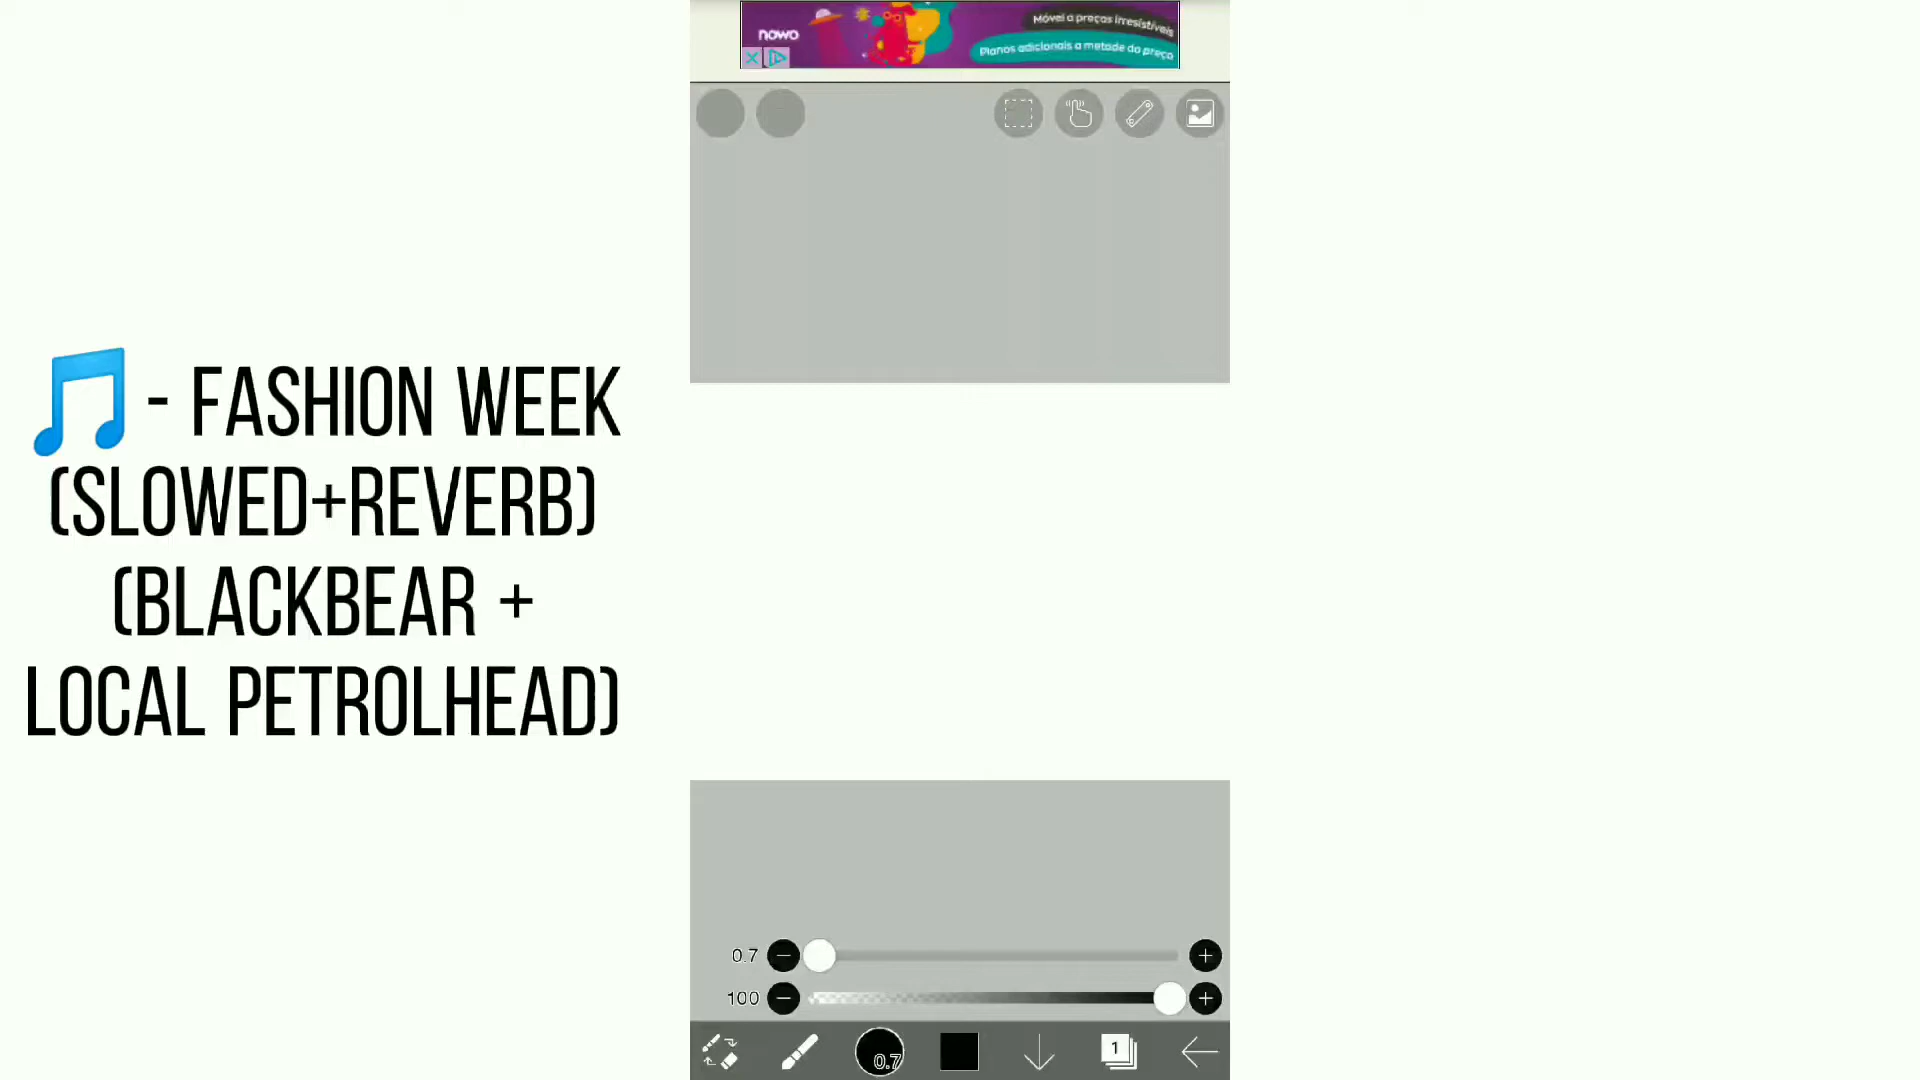 nowo
Móvel a preços irresistíveis
Planos adicionais a metade do preço
🎵 - FASHION WEEK
(SLOWED+REVERB)
(BLACKBEAR +
LOCAL PETROLHEAD)
0.7
100
0.7
1